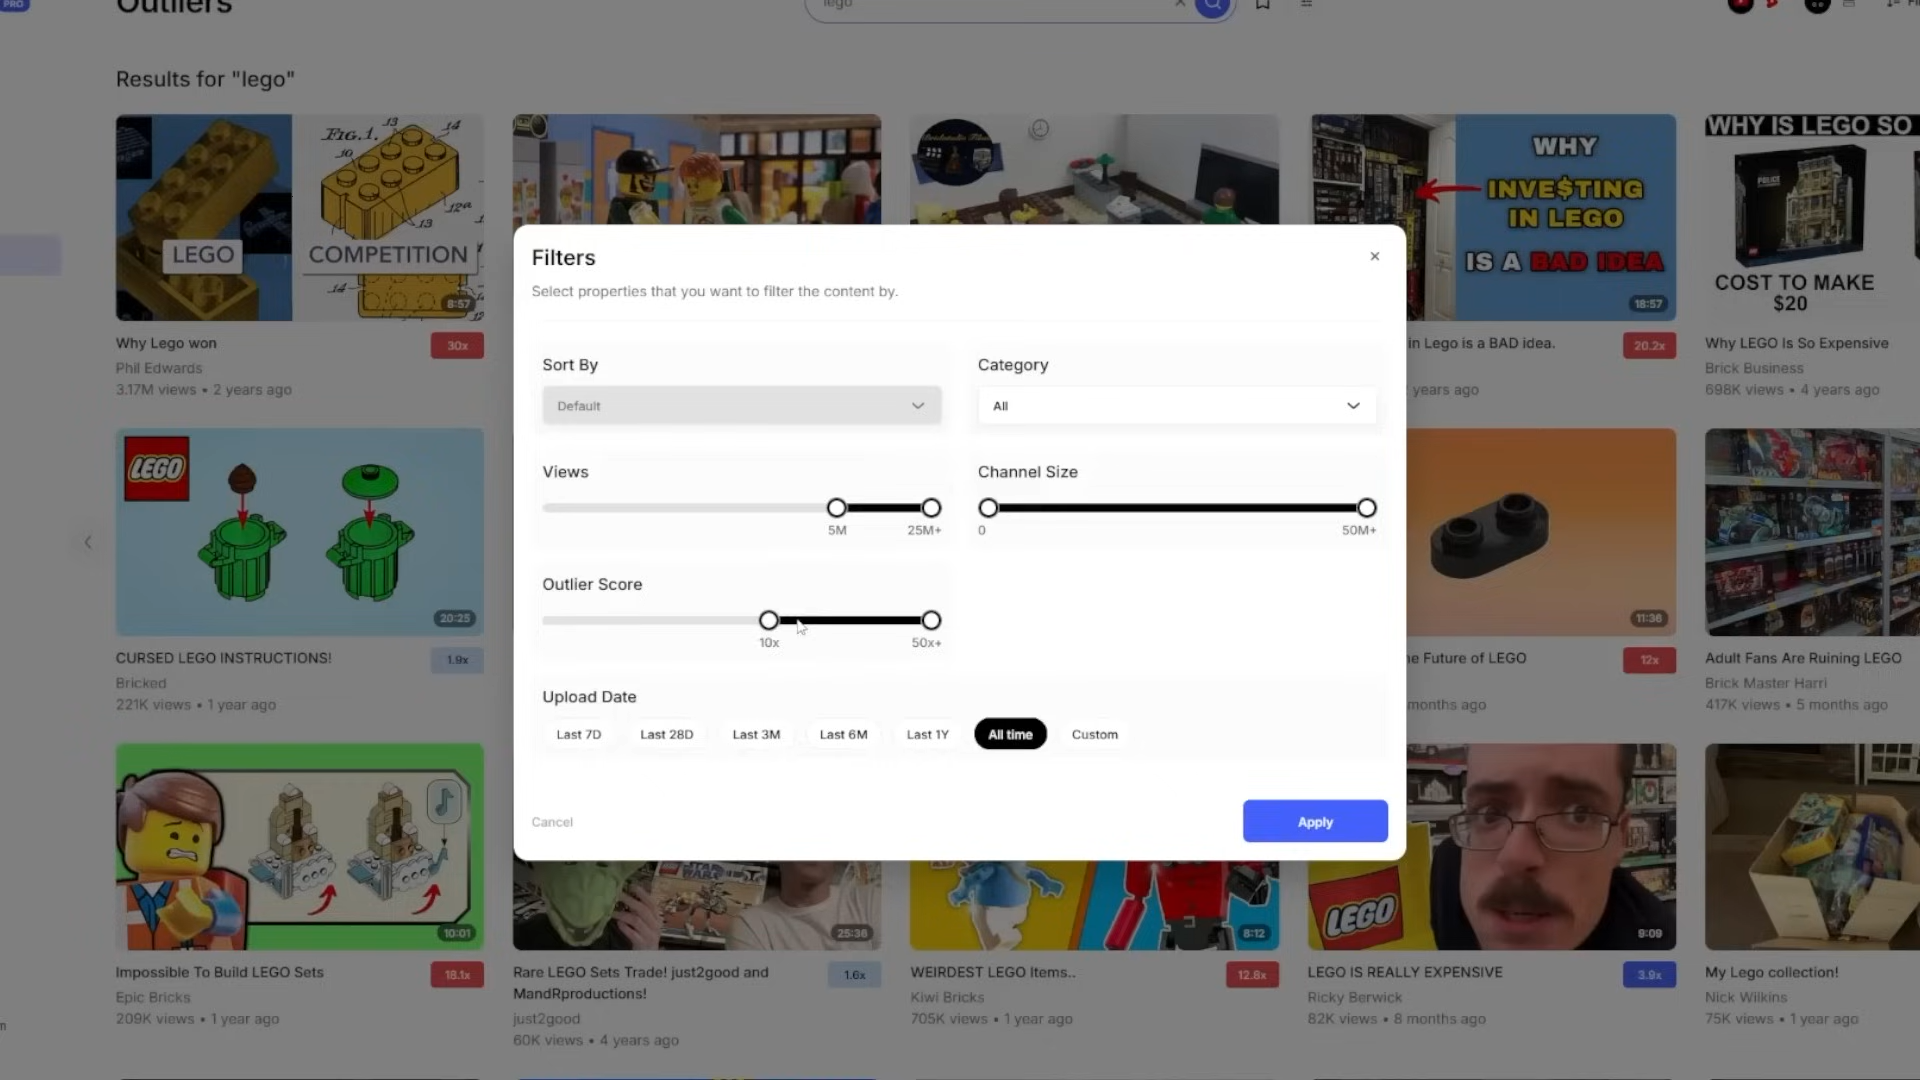 PRO
Outliers
lego
Results for "lego"
LEGO
FIG.1.
COMPETITION
8:57
WHY
INVE$TING
IN LEGO
IS A BAD IDEA
18:57
WHY IS LEGO SO
POLICE
COST TO MAKE
$20
Why Lego won
30x
Phil Edwards
3.17M views • 2 years ago
in Lego is a BAD idea.
20.2x
years ago
Why LEGO Is So Expensive
Brick Business
698K views • 4 years ago
Filters
Select properties that you want to filter the content by.
Sort By
Default
Category
All
Views
5M
25M+
Channel Size
0
50M+
Outlier Score
10x
50x+
Upload Date
Last 7D
Last 28D
Last 3M
Last 6M
Last 1Y
All time
Custom
Cancel
Apply
LEGO
20:25
CURSED LEGO INSTRUCTIONS!
1.9x
Bricked
221K views • 1 year ago
11:36
he Future of LEGO
12x
months ago
Adult Fans Are Ruining LEGO
Brick Master Harri
417K views • 5 months ago
10:01
STAR WARS
25:36
8:12
LEGO
9:09
Impossible To Build LEGO Sets
18.1x
Epic Bricks
209K views • 1 year ago
Rare LEGO Sets Trade! just2good and
MandRproductions!
1.6x
just2good
60K views • 4 years ago
WEIRDEST LEGO Items..
12.8x
Kiwi Bricks
705K views • 1 year ago
LEGO IS REALLY EXPENSIVE
3.9x
Ricky Berwick
82K views • 8 months ago
My Lego collection!
Nick Wilkins
75K views • 1 year ago